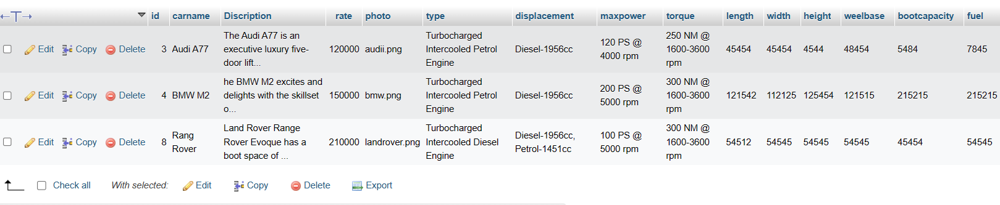 id carname Discription rate photo type displacement maxpower torque length width height weelbase bootcapacity fuel
Edit Copy Delete 3 Audi A77 The Audi A77 is an executive luxury five-door lift... 120000 audii.png Turbocharged Intercooled Petrol Engine Diesel-1956cc 120 PS @ 4000 rpm 250 NM @ 1600-3600 rpm 45454 45454 4544 48454 5484 7845
Edit Copy Delete 4 BMW M2 he BMW M2 excites and delights with the skillset o... 150000 bmw.png Turbocharged Intercooled Petrol Engine Diesel-1956cc 200 PS @ 5000 rpm 300 NM @ 1600-3600 rpm 121542 112125 125454 121515 215215 215215
Edit Copy Delete 8 Rang Rover Land Rover Range Rover Evoque has a boot space of ... 210000 landrover.png Turbocharged Intercooled Diesel Engine Diesel-1956cc, Petrol-1451cc 100 PS @ 5000 rpm 300 NM @ 1600-3600 rpm 54512 54545 54545 54545 45454 54545
Check all With selected: Edit Copy Delete Export